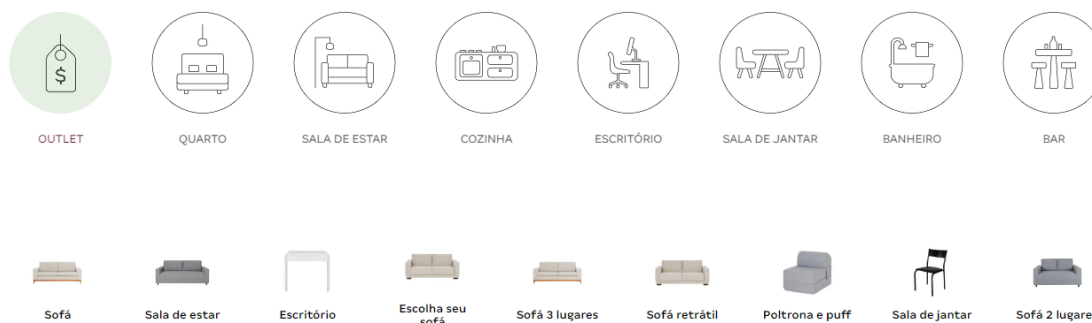 $
OUTLET
QUARTO
SALA DE ESTAR
COZINHA
ESCRITÓRIO
SALA DE JANTAR
BANHEIRO
BAR
Sofá
Sala de estar
Escritório
Escolha seu
sofá
Sofá 3 lugares
Sofá retrátil
Poltrona e puff
Sala de jantar
Sofá 2 lugare